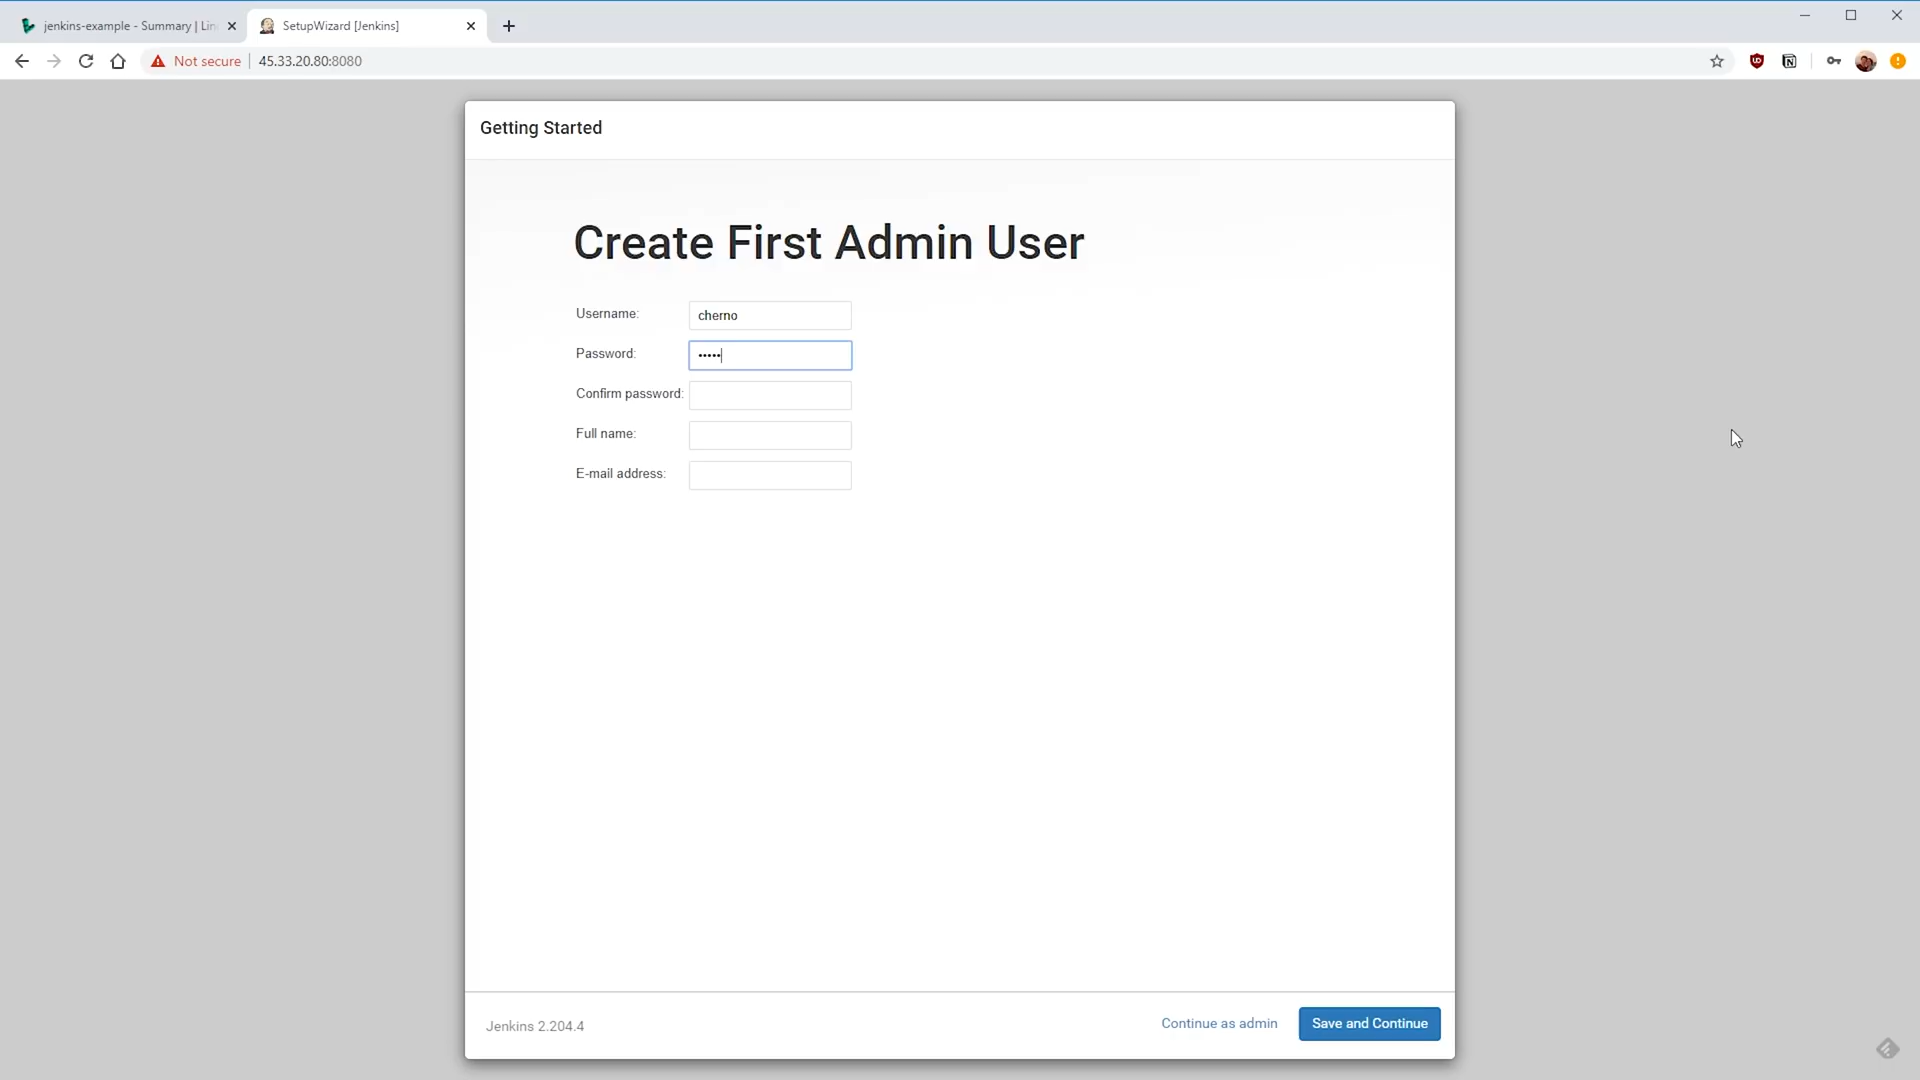 jenkins-example - Summary | Lin
SetupWizard [Jenkins]
Not secure
45.33.20.80:8080
Getting Started
Create First Admin User
Username:
cherno
Password:
•••••
Confirm password:
Full name:
E-mail address:
Jenkins 2.204.4
Continue as admin
Save and Continue